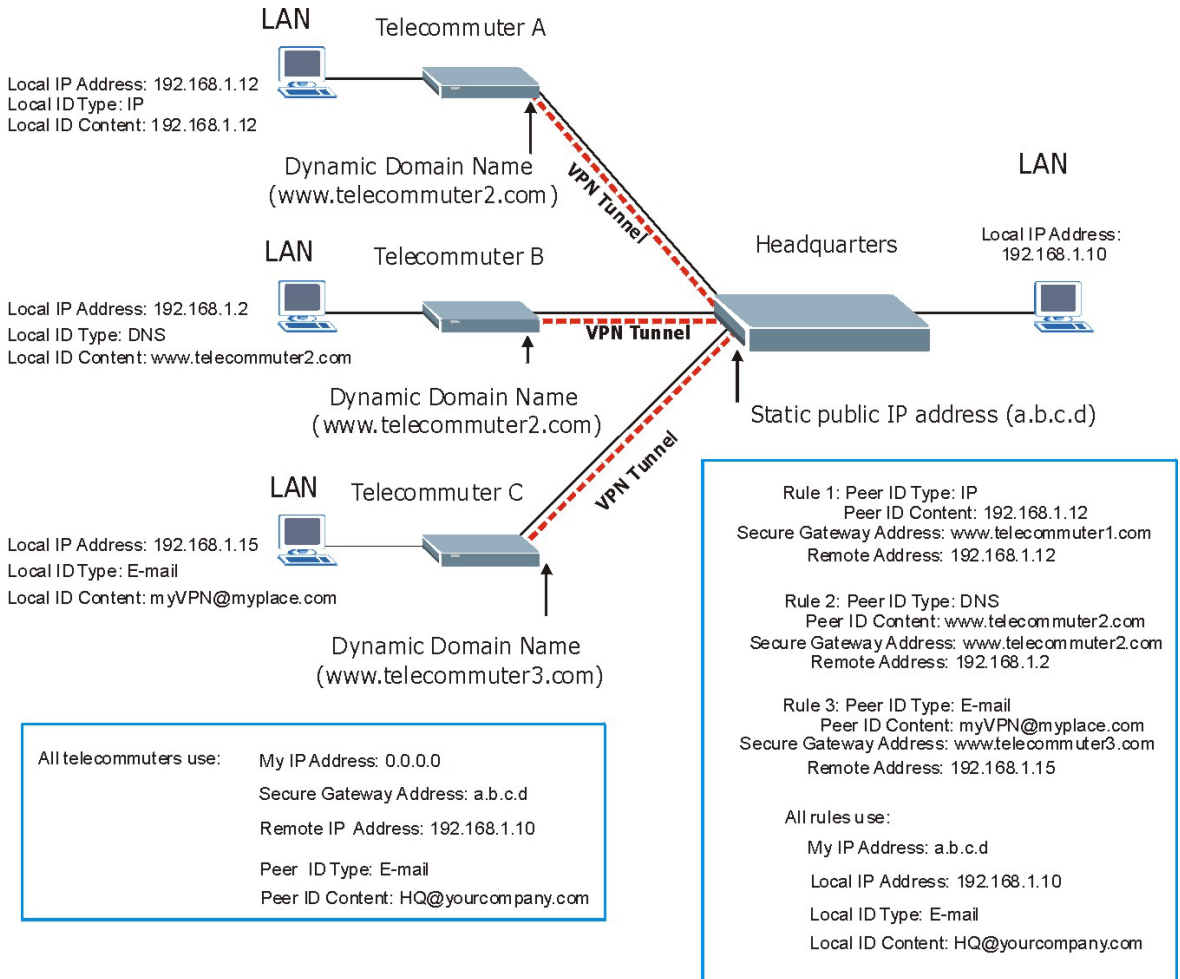 LAN
Telecommuter A
Local IP Address: 192.168.1.12
Local ID Type: IP
Local ID Content: 192.168.1.12
Dynamic Domain Name
(www.telecommuter2.com)
VPN Tunnel
LAN
Telecommuter B
Local IP Address: 192.168.1.2
Local ID Type: DNS
Local ID Content: www.telecommuter2.com
VPN Tunnel
Dynamic Domain Name
(www.telecommuter2.com)
LAN
Telecommuter C
Local IP Address: 192.168.1.15
Local ID Type: E-mail
Local ID Content: myVPN@myplace.com
VPN Tunnel
Dynamic Domain Name
(www.telecommuter3.com)
LAN
Headquarters
Local IP Address:
192.168.1.10
Static public IP address (a.b.c.d)
All telecommuters use:
My IP Address: 0.0.0.0
Secure Gateway Address: a.b.c.d
Remote IP Address: 192.168.1.10
Peer ID Type: E-mail
Peer ID Content: HQ@yourcompany.com
Rule 1: Peer ID Type: IP
Peer ID Content: 192.168.1.12
Secure Gateway Address: www.telecommuter1.com
Remote Address: 192.168.1.12
Rule 2: Peer ID Type: DNS
Peer ID Content: www.telecommuter2.com
Secure Gateway Address: www.telecommuter2.com
Remote Address: 192.168.1.2
Rule 3: Peer ID Type: E-mail
Peer ID Content: myVPN@myplace.com
Secure Gateway Address: www.telecommuter3.com
Remote Address: 192.168.1.15
All rules use:
My IP Address: a.b.c.d
Local IP Address: 192.168.1.10
Local ID Type: E-mail
Local ID Content: HQ@yourcompany.com